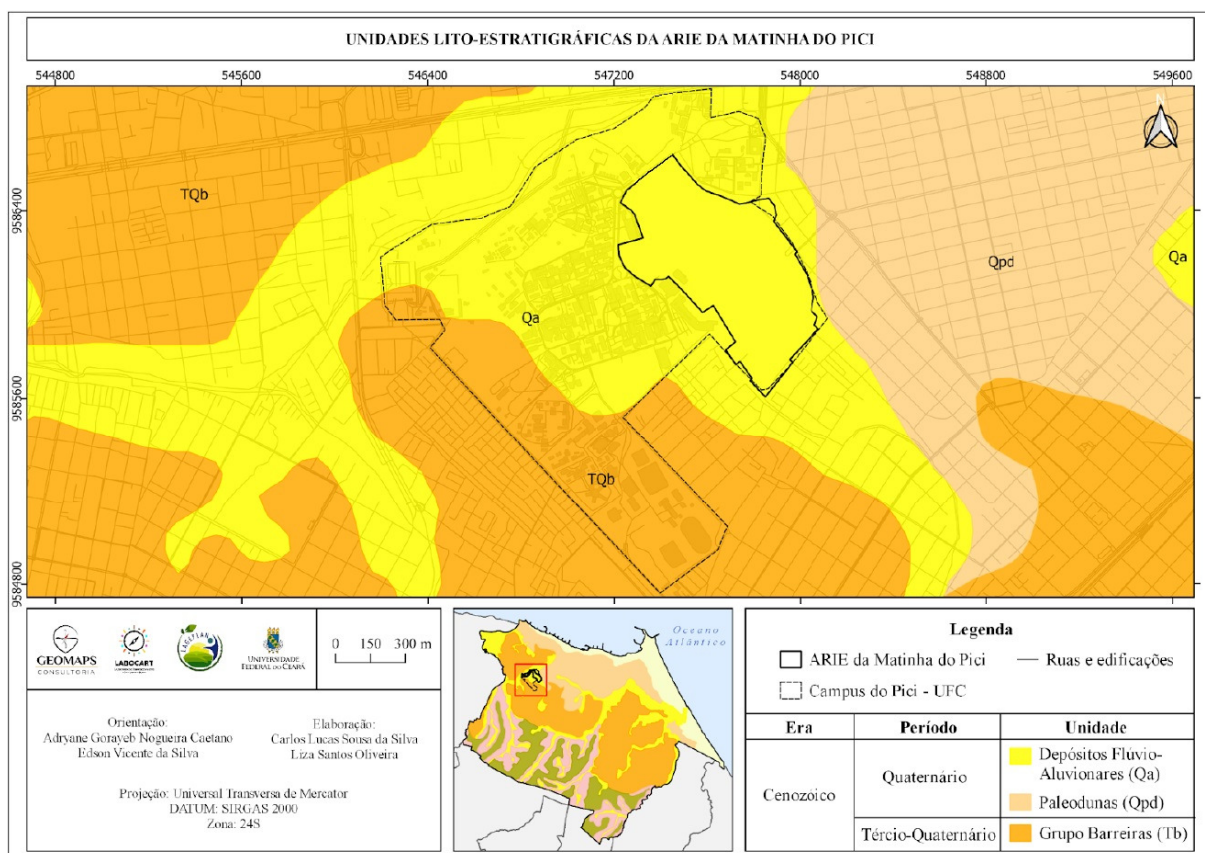 UNIDADES LITO-ESTRATIGRÁFICAS DA ARIE DA MATINHA DO PICI
544800 545600 546400 547200 548000 548800 549600
9586400
9585600
9584800
TQb
Qa
TQb
Qpd
Qa
N
GEOMAPS
CONSULTORIA
LABOCART
LAGEPLAN
UNIVERSIDADE
FEDERAL DO CEARÁ
0 150 300 m
Orientação:
Adryane Gorayeb Nogueira Caetano
Edson Vicente da Silva
Elaboração:
Carlos Lucas Sousa da Silva
Liza Santos Oliveira
Projeção: Universal Transversa de Mercator
DATUM: SIRGAS 2000
Zona: 24S
Oceano
Atlântico
Legenda
ARIE da Matinha do Pici
Ruas e edificações
Campus do Pici - UFC
Era Período Unidade
Cenozóico
Quaternário
Depósitos Flúvio-
Aluvionares (Qa)
Paleodunas (Qpd)
Tércio-Quaternário
Grupo Barreiras (Tb)